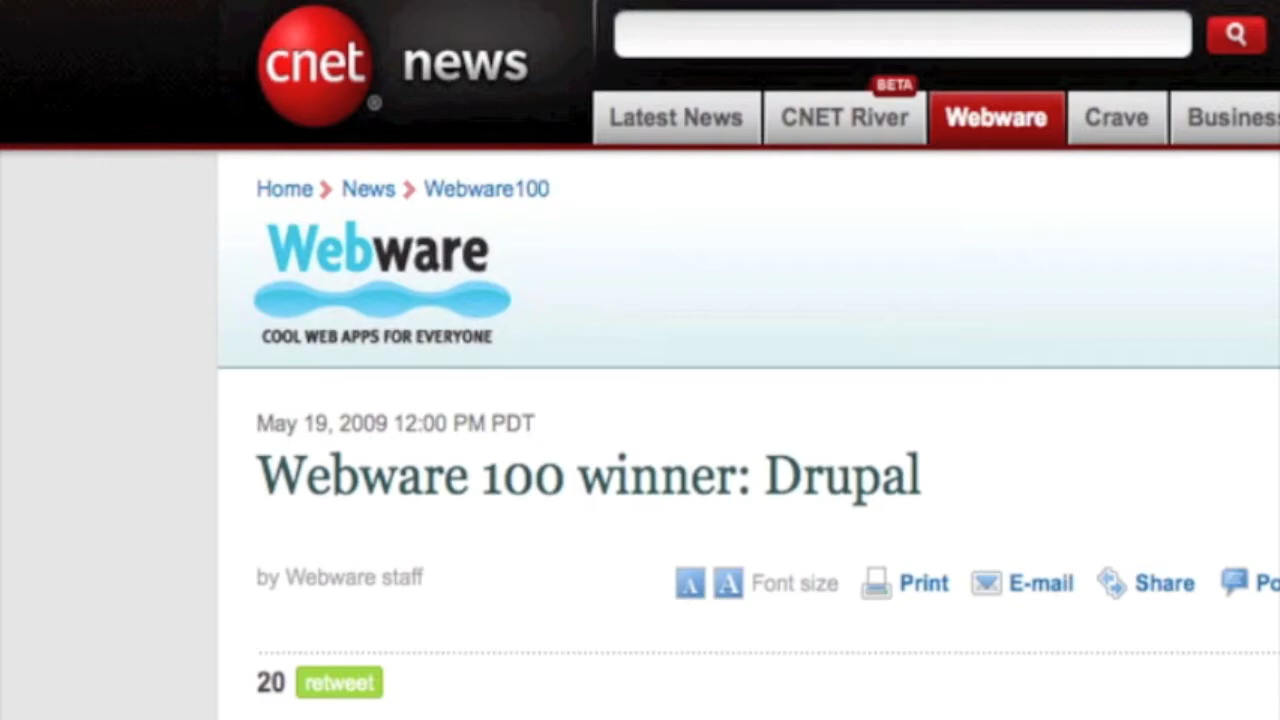 cnet news
BETA
Latest News CNET River Webware Crave
Home News Webware100
Webware
COOL WEB APPS FOR EVERYONE
May 19, 2009 12:00 PM PDT
Webware 100 winner: Drupal
by Webware staff
A A Font size Print E-mail Share
20 retweet